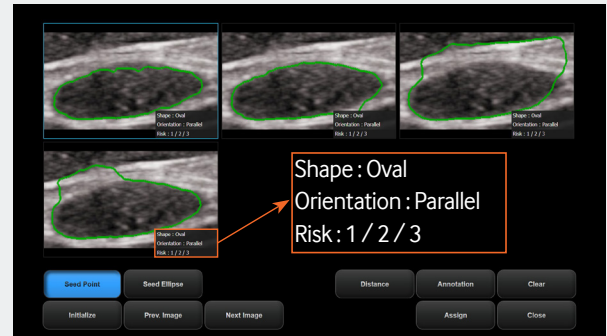 Shape : Oval
Orientation : Parallel
Risk : 1 / 2 / 3
Shape : Oval
Orientation : Parallel
Risk : 1 / 2 / 3
Shape : Oval
Orientation : Parallel
Risk : 1 / 2 / 3
Shape : Oval
Orientation : Parallel
Risk : 1 / 2 / 3
Shape : Oval
Orientation : Parallel
Risk : 1 / 2 / 3
Seed Point
Seed Ellipse
Distance
Annotation
Clear
Initialize
Prev. Image
Next Image
Assign
Close